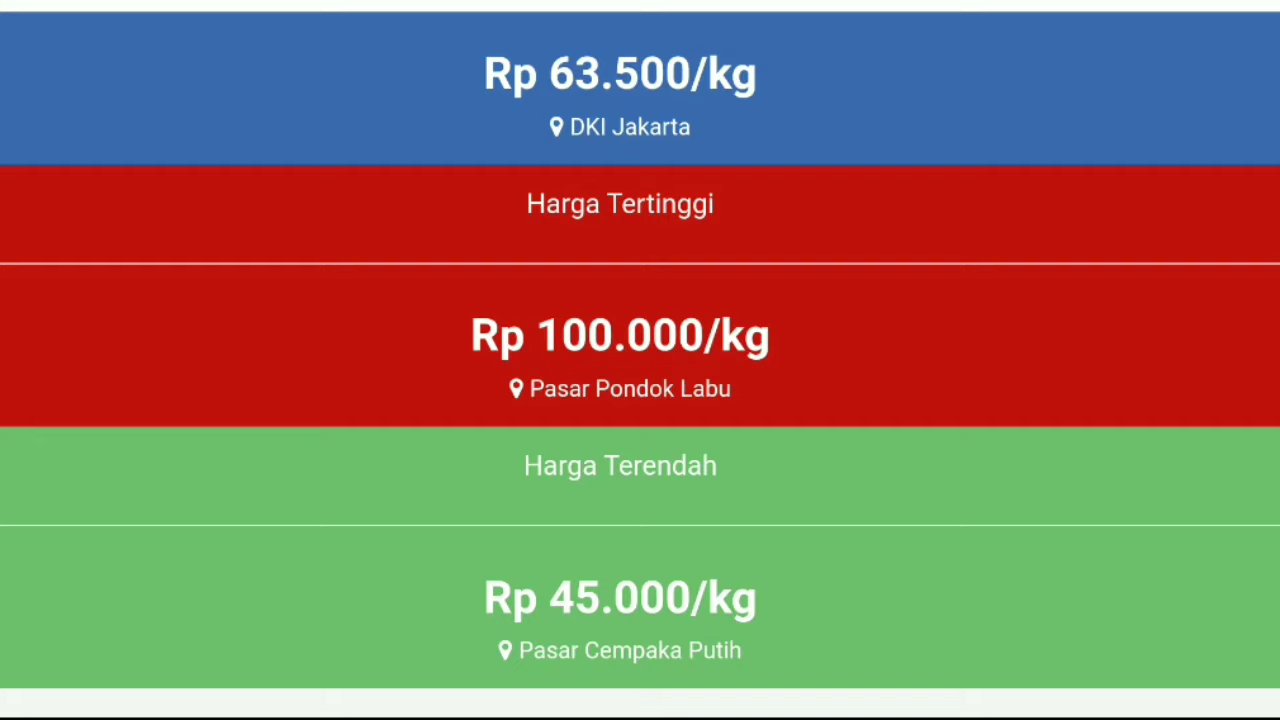 Rp 63.500/kg
DKI Jakarta
Harga Tertinggi
Rp 100.000/kg
Pasar Pondok Labu
Harga Terendah
Rp 45.000/kg
Pasar Cempaka Putih